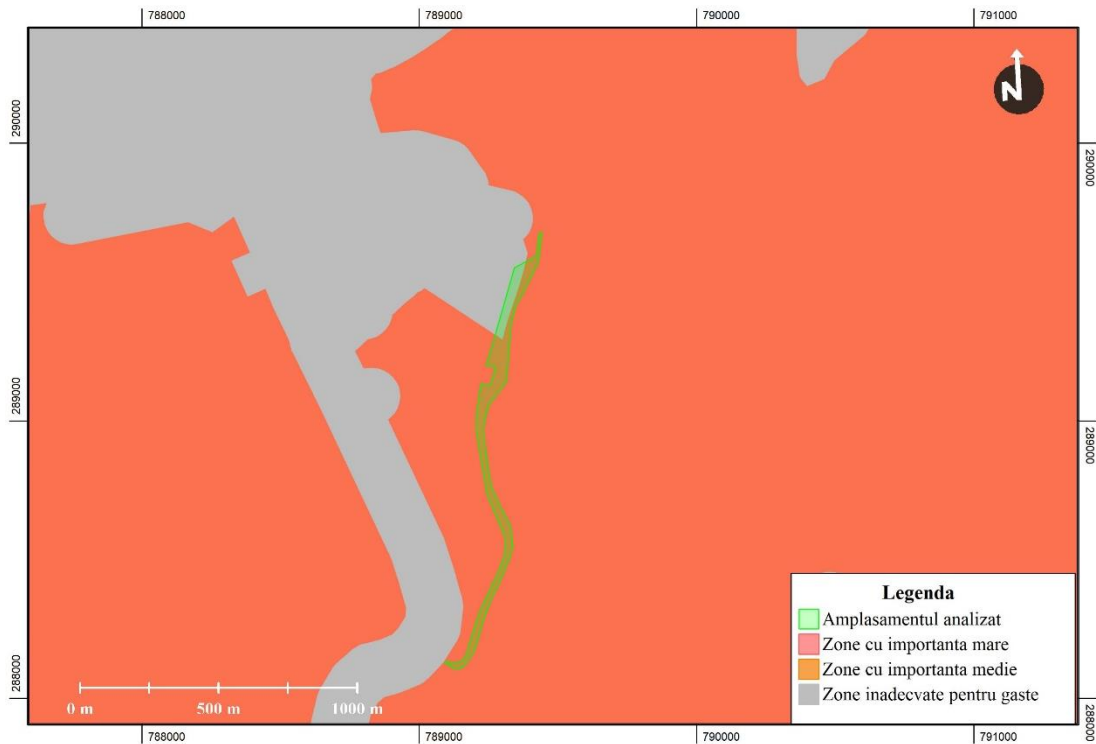 788000 789000 790000 791000
N
290000 290000
289000 289000
288000 288000
Legenda
Amplasamentul analizat
Zone cu importanta mare
Zone cu importanta medie
Zone inadecvate pentru gaste
0 m 500 m 1000 m
788000 789000 790000 791000